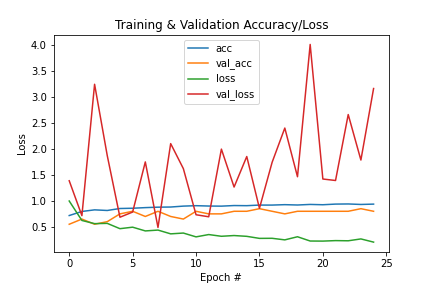 Training & Validation Accuracy/Loss
acc
val_acc
loss
val_loss
4.0
3.5
3.0
2.5
2.0
1.5
1.0
0.5
Loss
0 5 10 15 20 25
Epoch #